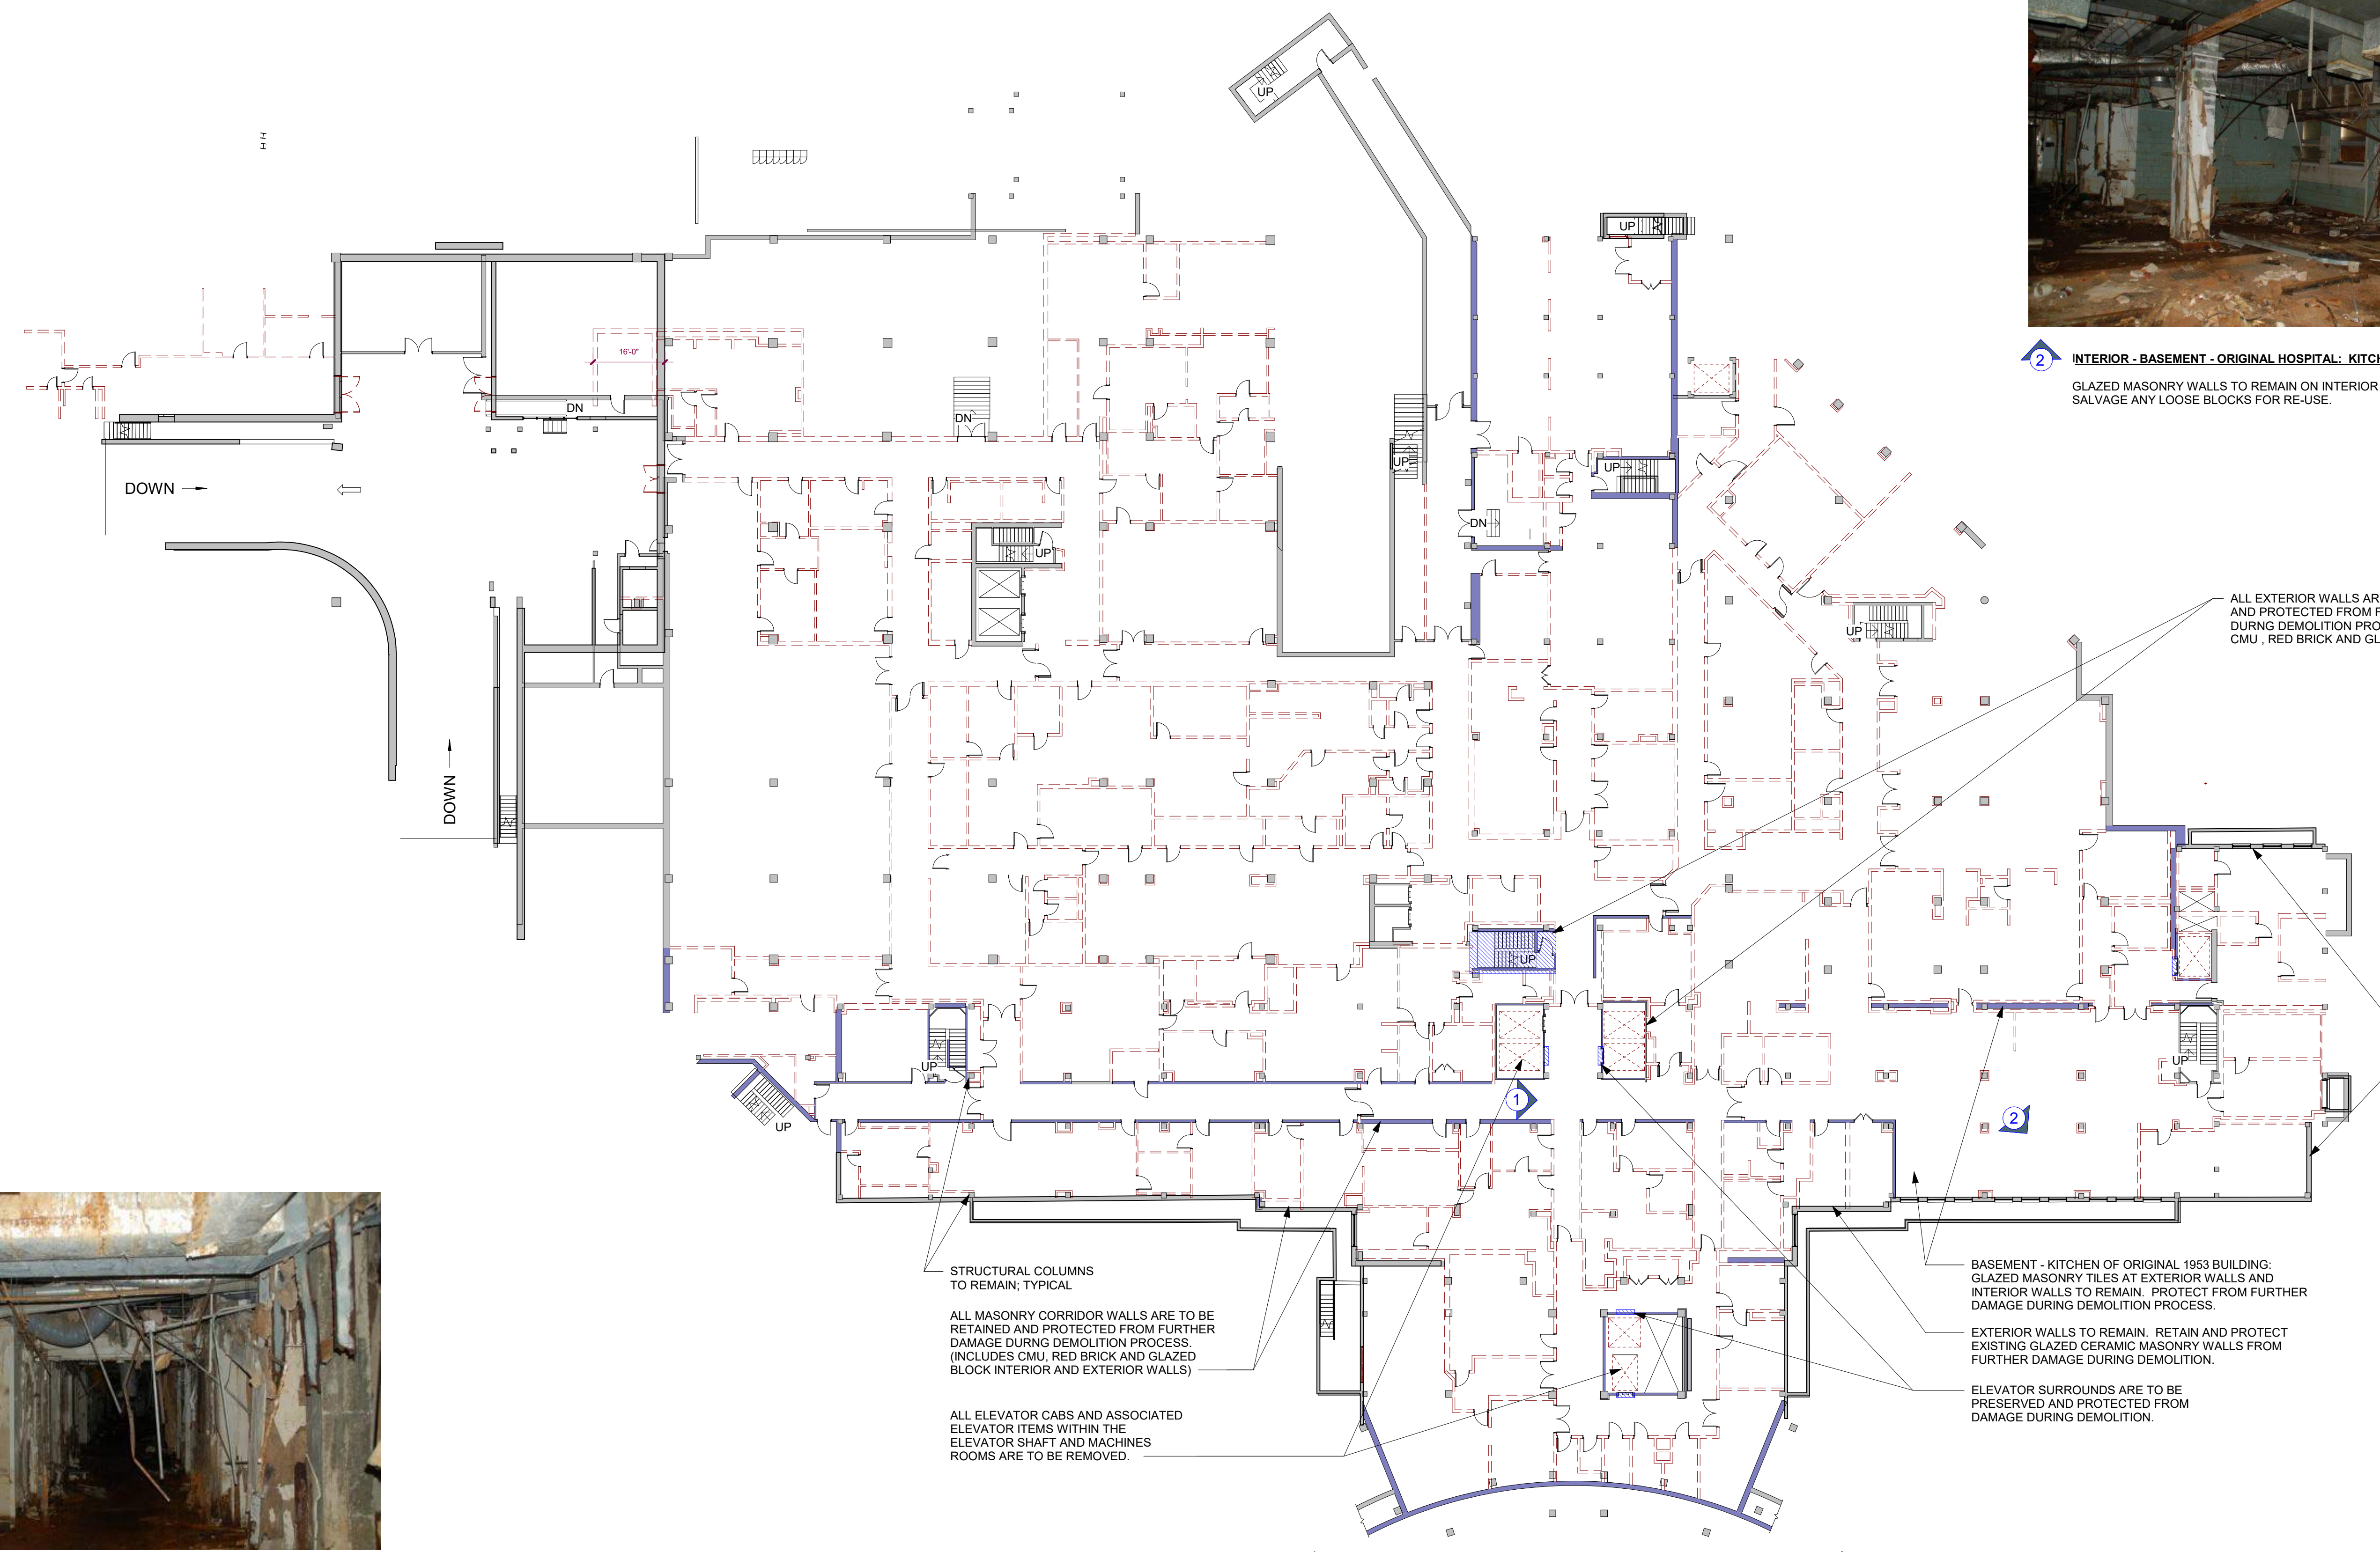 UP
H H
UP
16'-0"
2
INTERIOR - BASEMENT - ORIGINAL HOSPITAL: KITCH
GLAZED MASONRY WALLS TO REMAIN ON INTERIOR
SALVAGE ANY LOOSE BLOCKS FOR RE-USE.
DN
DN
UP
UP
DOWN
DN
UP
ALL EXTERIOR WALLS AR
AND PROTECTED FROM F
DURNG DEMOLITION PRO
CMU , RED BRICK AND GL
UP
DOWN
UP
UP
UP
UP
1
2
STRUCTURAL COLUMNS
TO REMAIN; TYPICAL
ALL MASONRY CORRIDOR WALLS ARE TO BE
RETAINED AND PROTECTED FROM FURTHER
DAMAGE DURNG DEMOLITION PROCESS.
(INCLUDES CMU, RED BRICK AND GLAZED
BLOCK INTERIOR AND EXTERIOR WALLS)
ALL ELEVATOR CABS AND ASSOCIATED
ELEVATOR ITEMS WITHIN THE
ELEVATOR SHAFT AND MACHINES
ROOMS ARE TO BE REMOVED.
BASEMENT - KITCHEN OF ORIGINAL 1953 BUILDING:
GLAZED MASONRY TILES AT EXTERIOR WALLS AND
INTERIOR WALLS TO REMAIN. PROTECT FROM FURTHER
DAMAGE DURING DEMOLITION PROCESS.
EXTERIOR WALLS TO REMAIN. RETAIN AND PROTECT
EXISTING GLAZED CERAMIC MASONRY WALLS FROM
FURTHER DAMAGE DURING DEMOLITION.
ELEVATOR SURROUNDS ARE TO BE
PRESERVED AND PROTECTED FROM
DAMAGE DURING DEMOLITION.